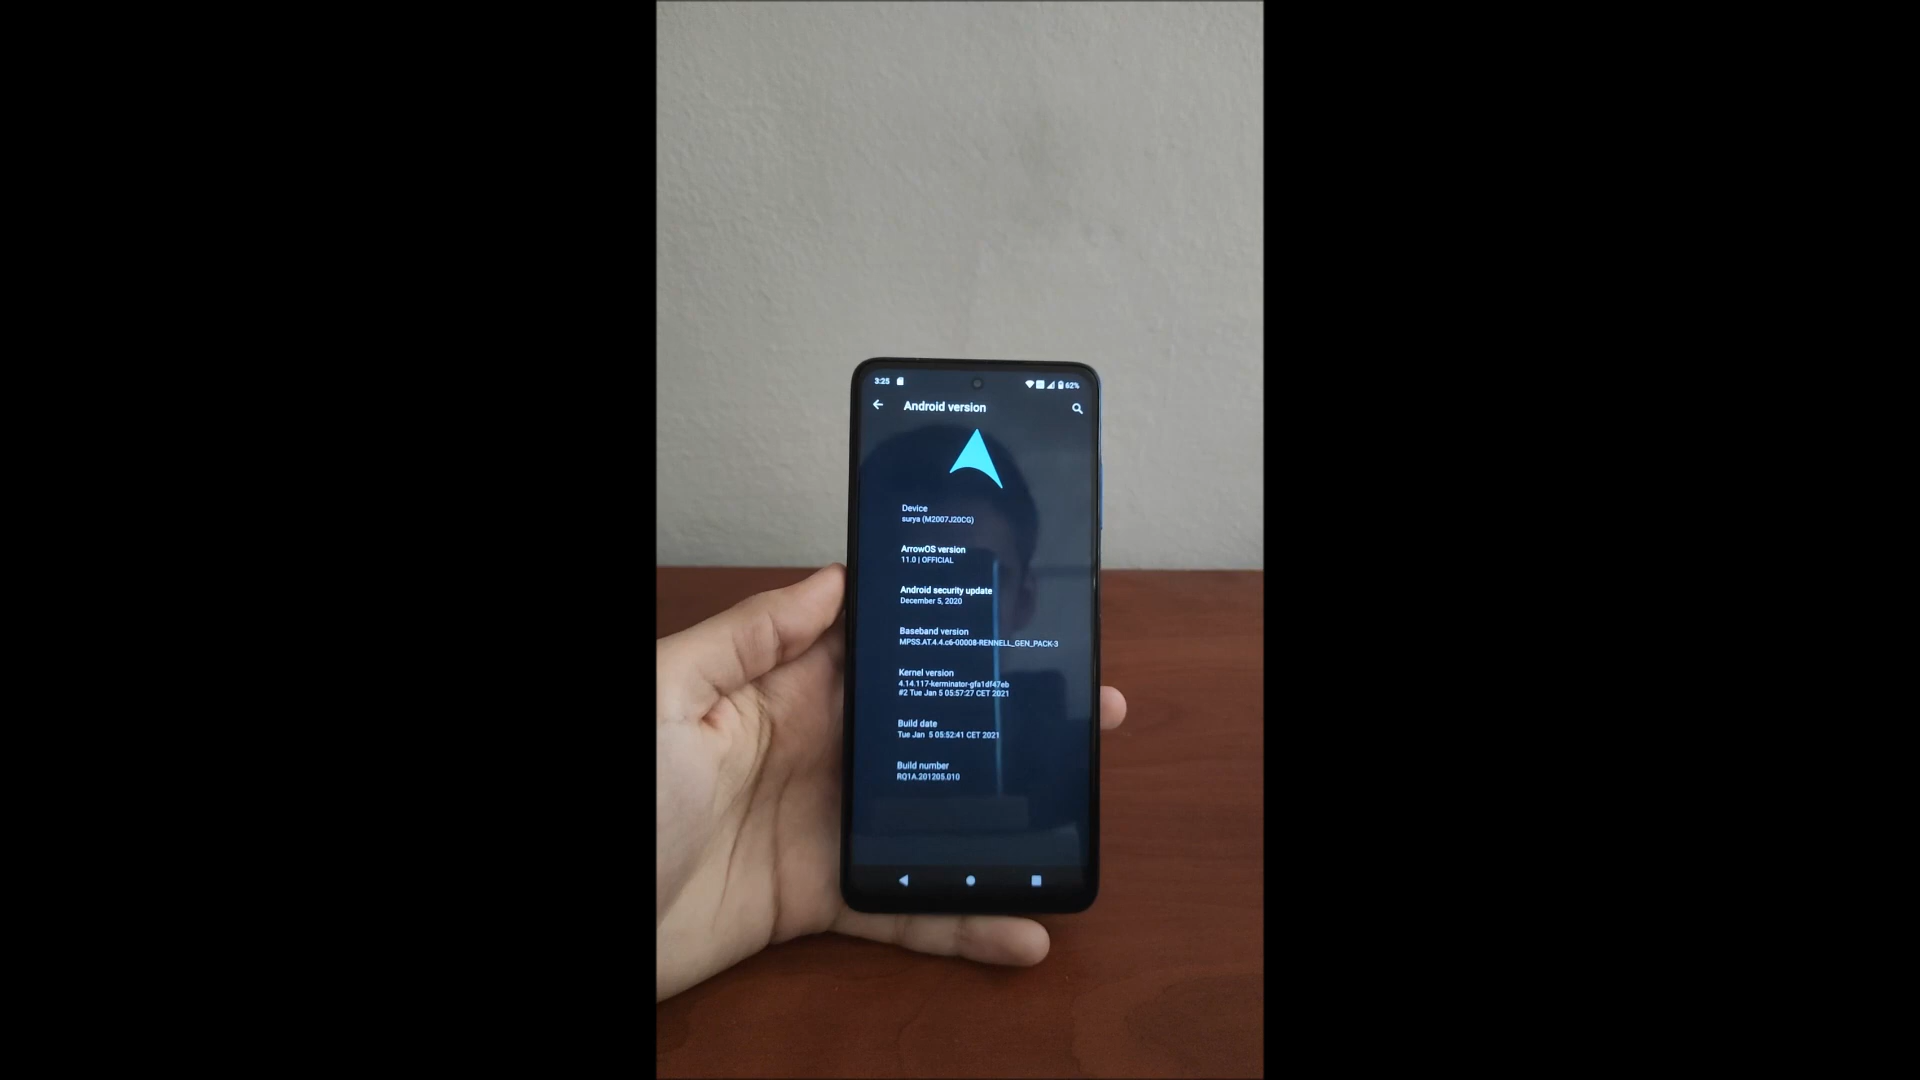 3:25
62%
Android version
Device
surya (M2007J20CG)
ArrowOS version
11.0 | OFFICIAL
Android security update
December 5, 2020
Baseband version
MPSS.AT.4.4.c6-00008-RENNELL_GEN_PACK-3
Kernel version
4.14.117-kerminator-gfa1df47eb
#2 Tue Jan 5 05:57:27 CET 2021
Build date
Tue Jan  5 05:52:41 CET 2021
Build number
RQ1A.201205.010